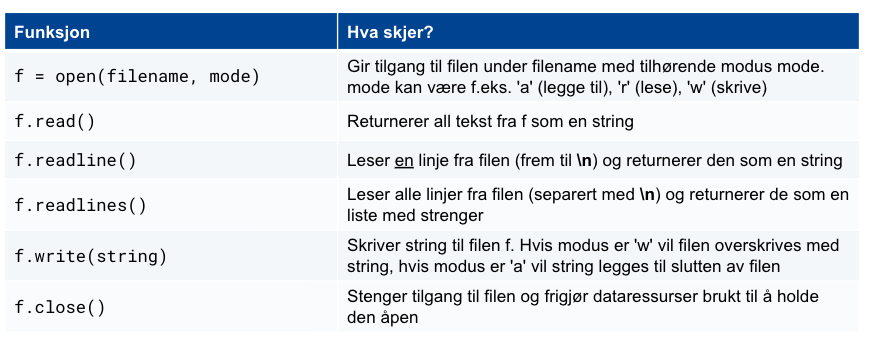 Funksjon
Hva skjer?
f = open(filename, mode)
Gir tilgang til filen under filename med tilhørende modus mode.
mode kan være f.eks. 'a' (legge til), 'r' (lese), 'w' (skrive)
f.read()
Returnerer all tekst fra f som en string
f.readline()
Leser en linje fra filen (frem til \n) og returnerer den som en string
f.readlines()
Leser alle linjer fra filen (separert med \n) og returnerer de som en
liste med strenger
f.write(string)
Skriver string til filen f. Hvis modus er 'w' vil filen overskrives med
string, hvis modus er 'a' vil string legges til slutten av filen
f.close()
Stenger tilgang til filen og frigjør dataressurser brukt til å holde
den åpen